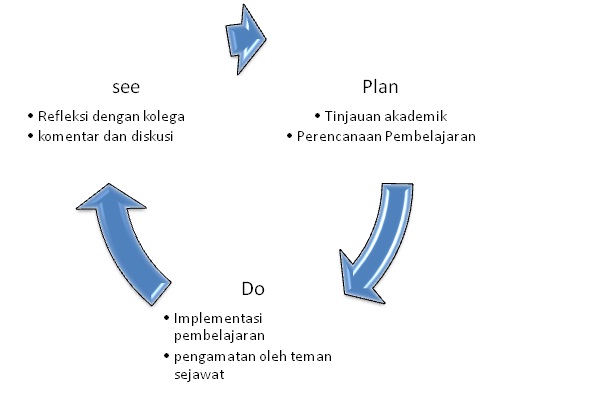 see
• Refleksi dengan kolega
• komentar dan diskusi
Plan
• Tinjauan akademik
• Perencanaan Pembelajaran
Do
• Implementasi
pembelajaran
• pengamatan oleh teman
sejawat